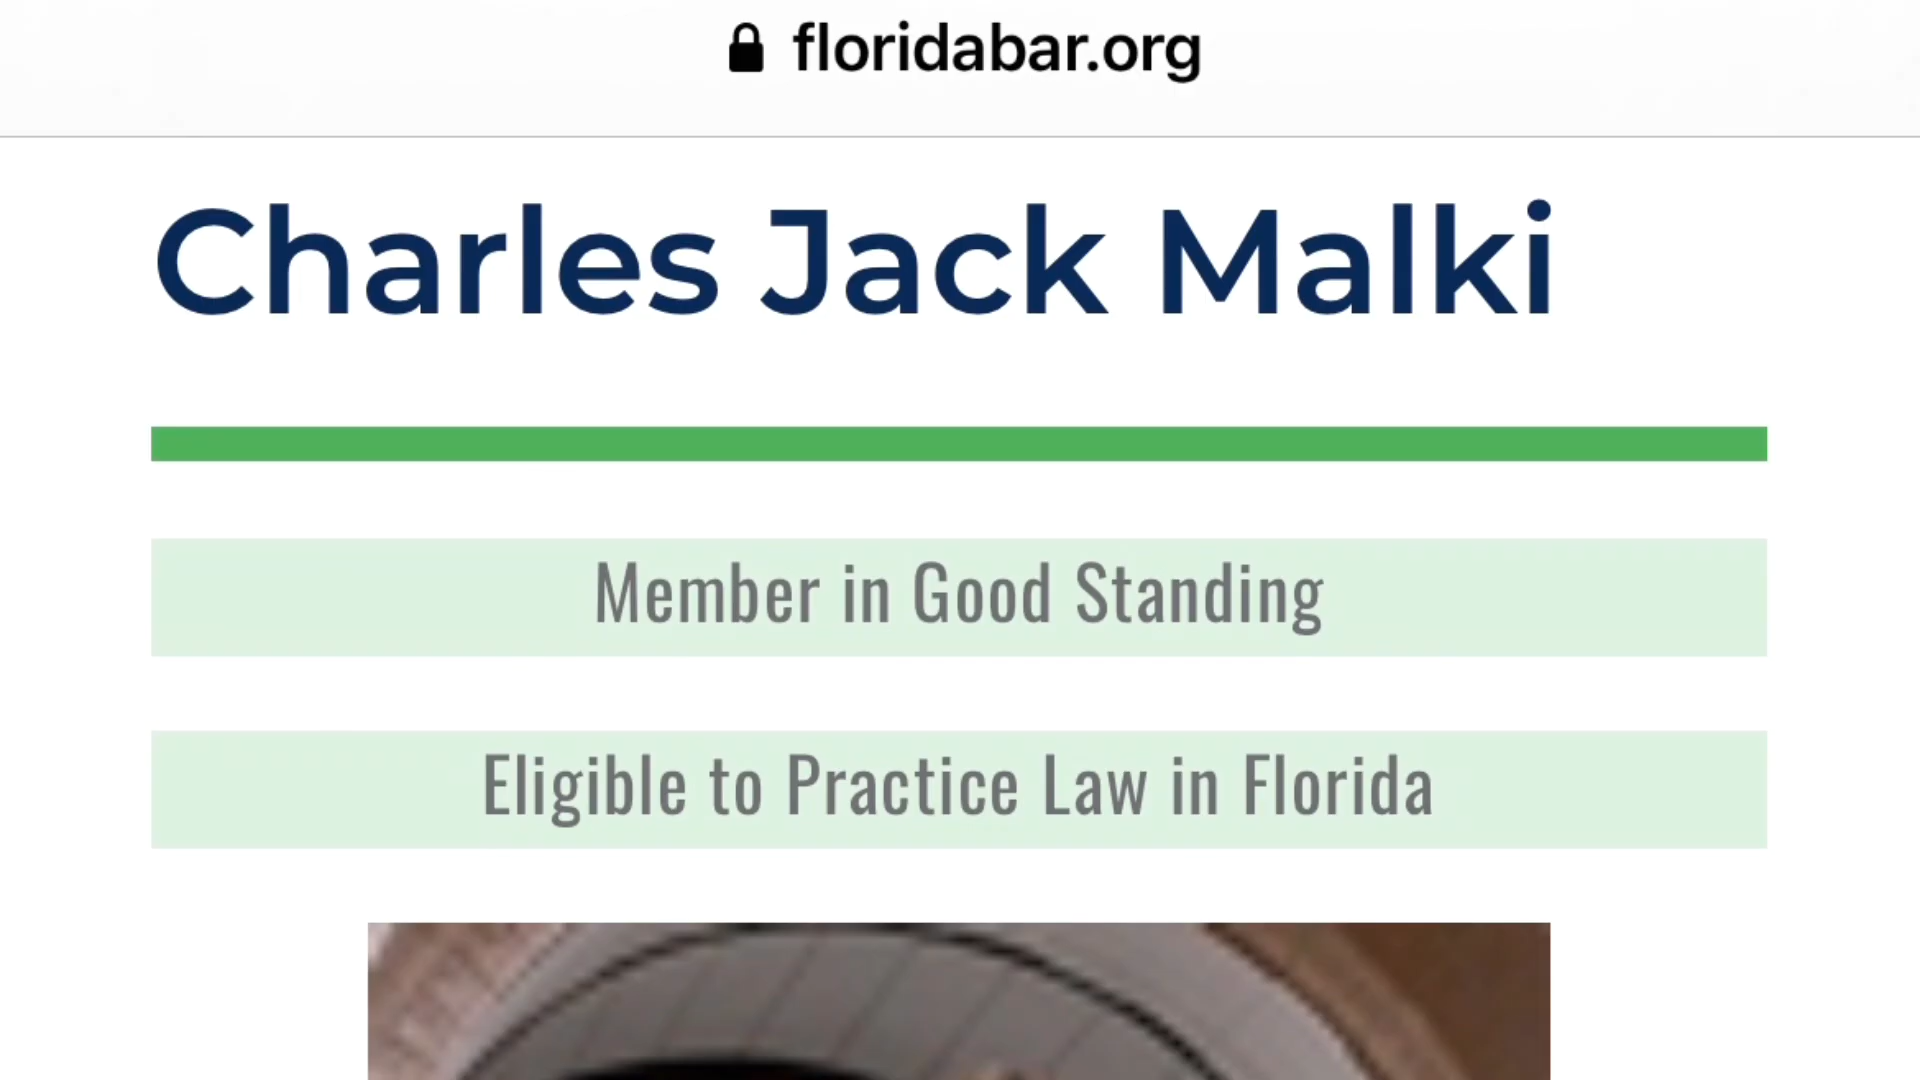 floridabar.org
Charles Jack Malki
Member in Good Standing
Eligible to Practice Law in Florida